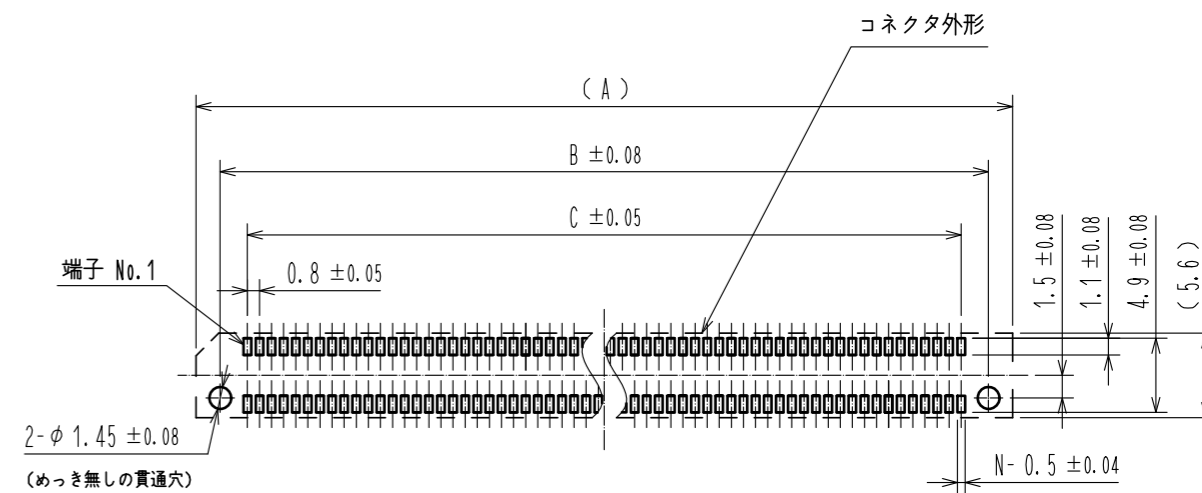 コネクタ外形
(A)
B ±0.08
C ±0.05
端子 No.1
0.8 ±0.05
1.5 ±0.08
1.1 ±0.08
4.9 ±0.08
(5.6)
2-φ1.45 ±0.08
(めっき無しの貫通穴)
N- 0.5 ±0.04